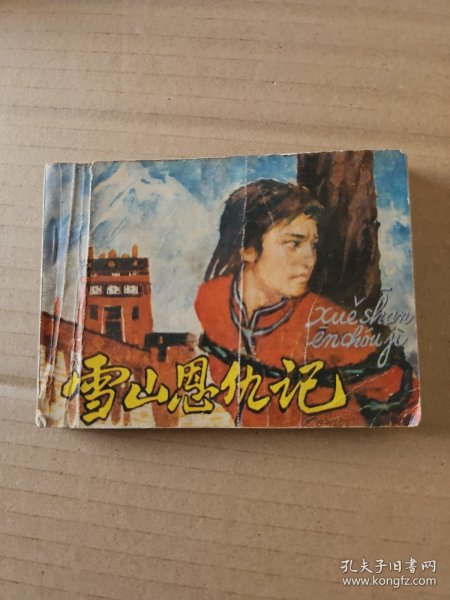 xuě shān
ēn chóu jì
雪山恩仇记
孔夫子旧书网
www.kongfz.com